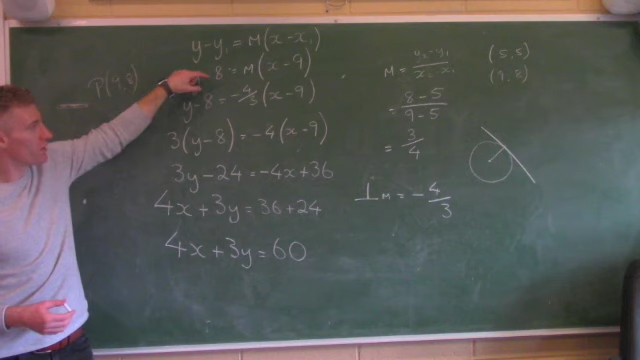 y-y₁ = M(x-x₁)
8 = M(x-9)
y-8 = -4/3(x-9)
3(y-8) = -4(x-9)
3y-24 = -4x+36
4x+3y = 36+24
4x+3y = 60
P(9,8)
M = y₂-y₁/x₂-x₁
= 8-5/9-5
= 3/4
⊥M = -4/3
(5,5)
(9,8)